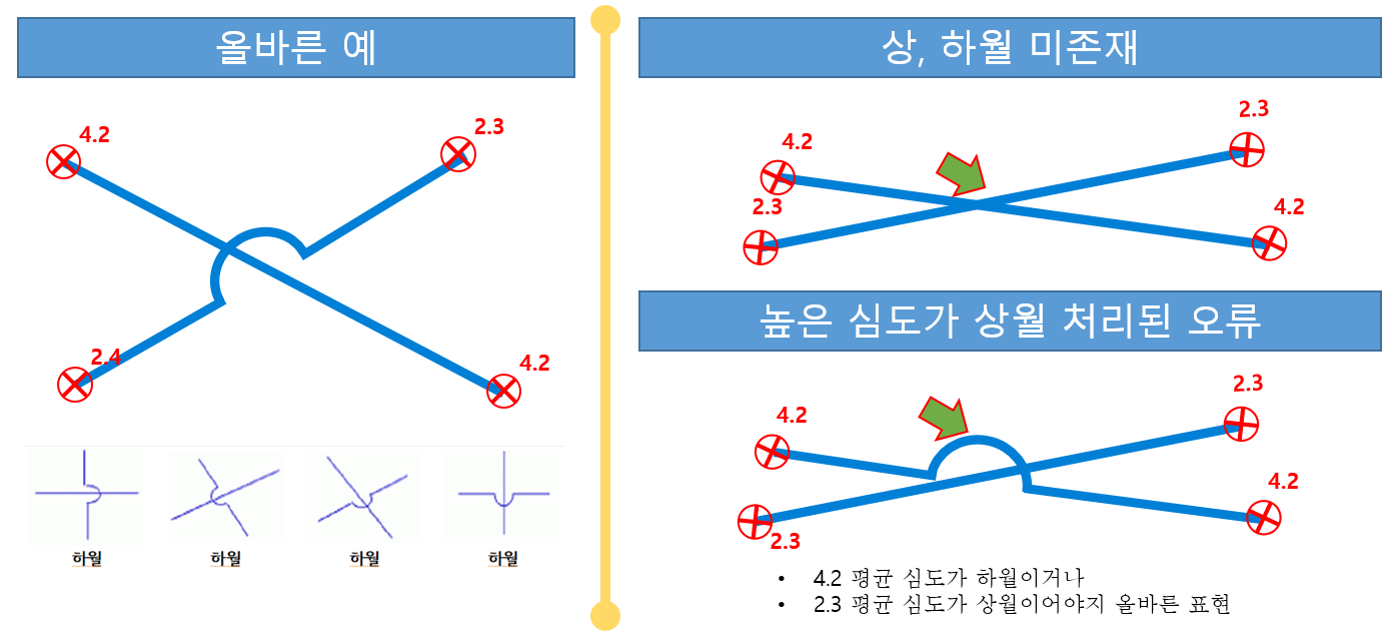 올바른 예
4.2
2.3
2.4
4.2
하월
하월
하월
하월
상, 하월 미존재
2.3
4.2
2.3
4.2
높은 심도가 상월 처리된 오류
2.3
4.2
4.2
2.3
• 4.2 평균 심도가 하월이거나
• 2.3 평균 심도가 상월이어야지 올바른 표현